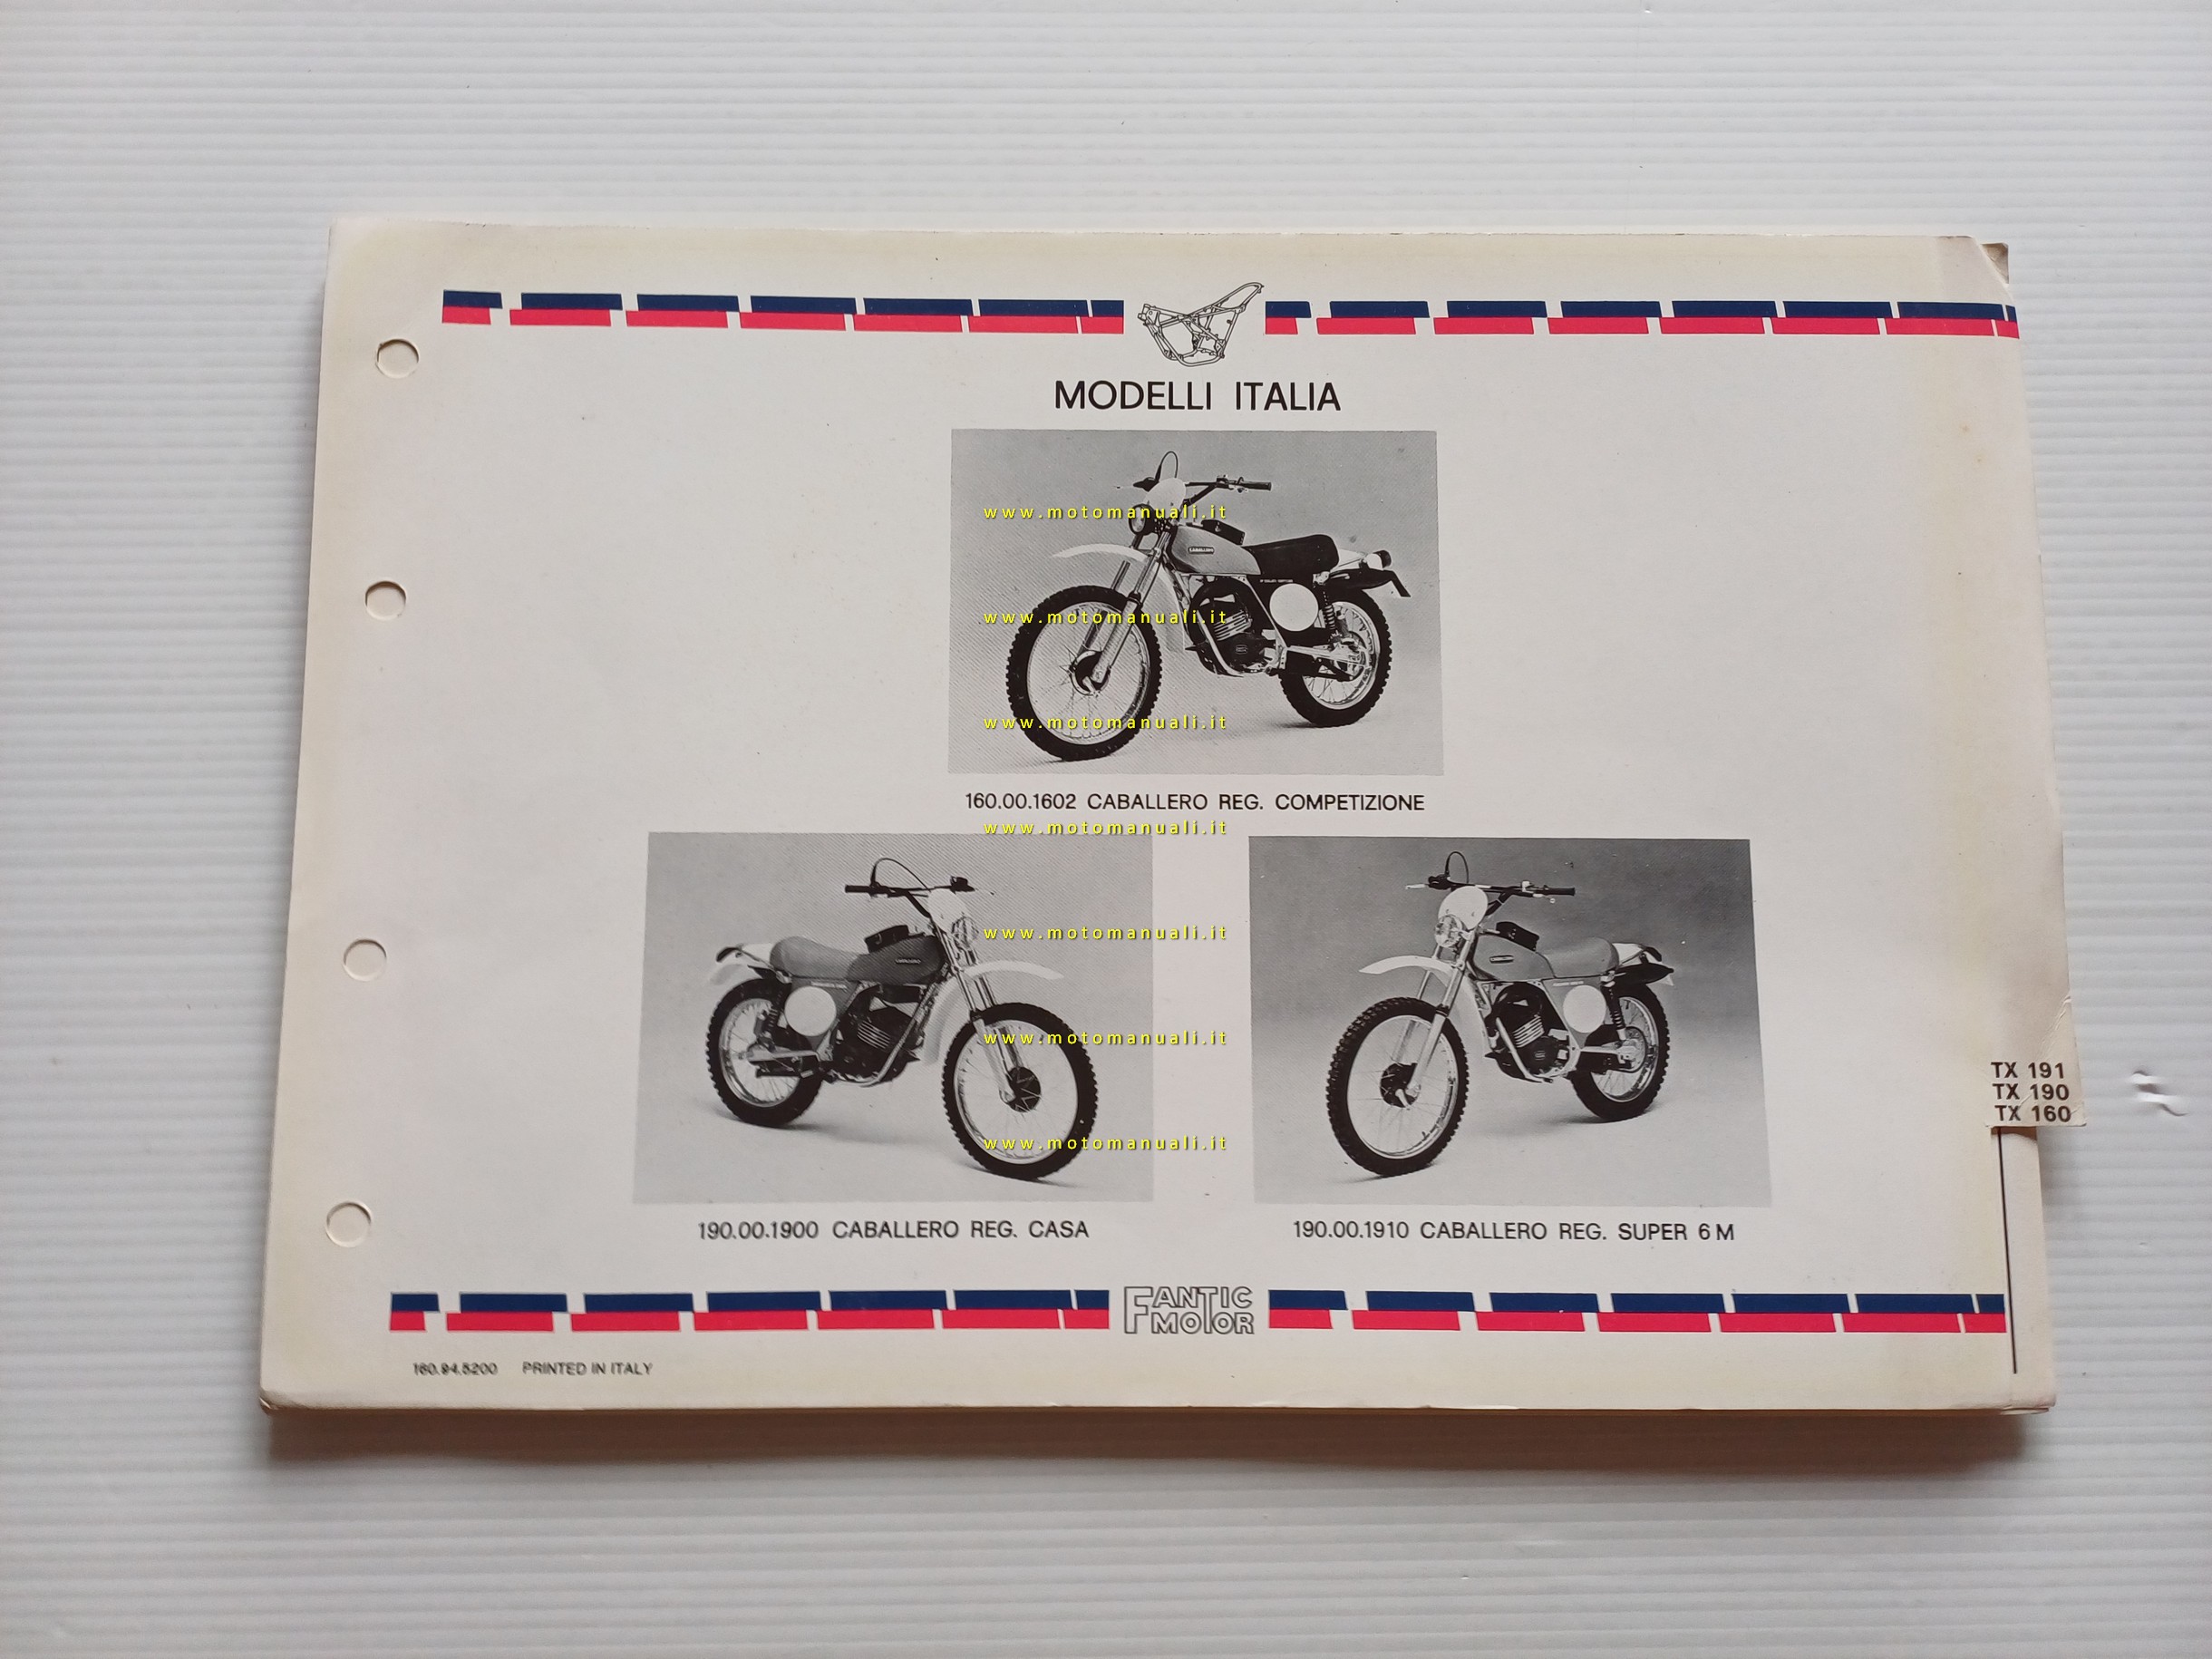 MODELLI ITALIA
CABALLERO
www.motomanuali.it
www.motomanuali.it
www.motomanuali.it
160.00.1602 CABALLERO REG. COMPETIZIONE
www.motomanuali.it
www.motomanuali.it
www.motomanuali.it
www.motomanuali.it
190.00.1900 CABALLERO REG. CASA
190.00.1910 CABALLERO REG. SUPER 6 M
TX 191
TX 190
TX 160
FANTIC
MOTOR
160.94.5200 PRINTED IN ITALY